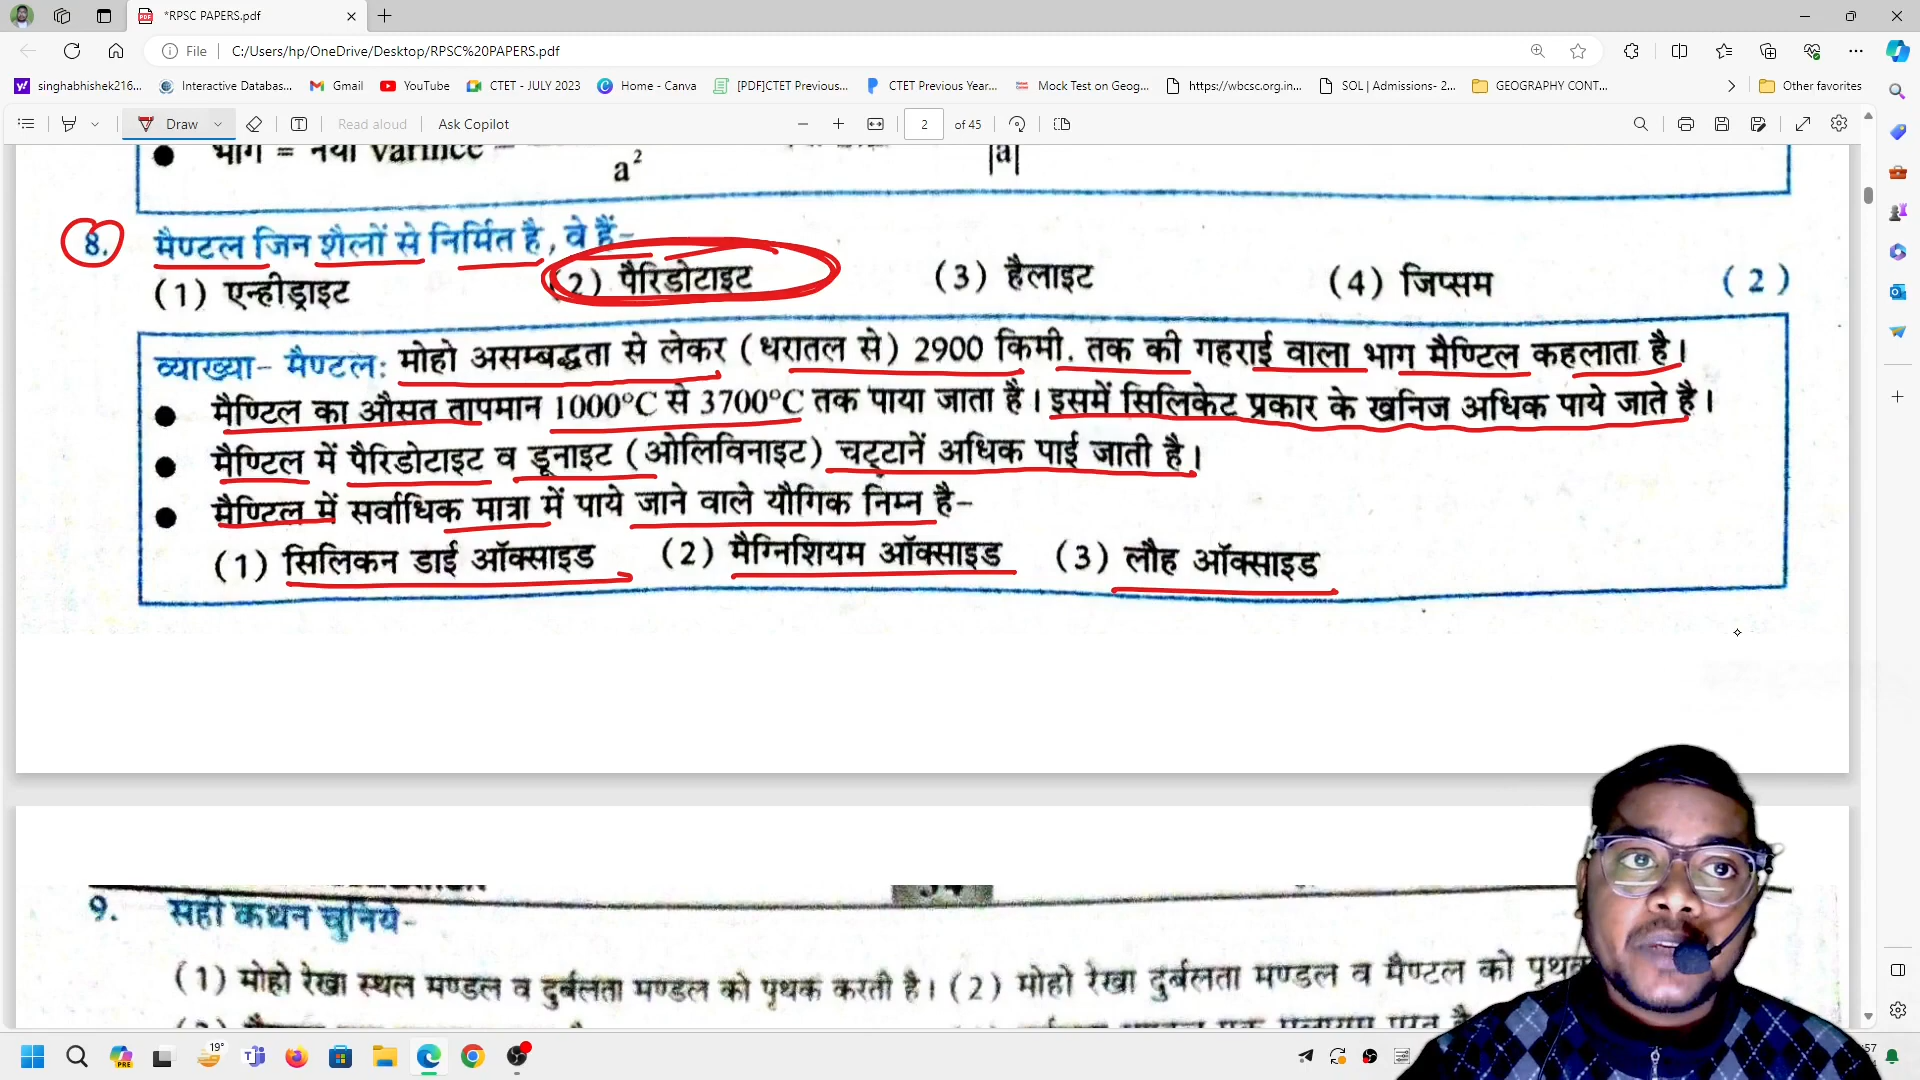 *RPSC PAPERS.pdf
File C:/Users/hp/OneDrive/Desktop/RPSC%20PAPERS.pdf
singhabhishek216... Interactive Databas... Gmail YouTube CTET - JULY 2023 Home - Canva [PDF]CTET Previous... CTET Previous Year... Mock Test on Geog... https://wbcsc.org.in... SOL | Admissions- 2... GEOGRAPHY CONT... Other favorites
Draw Read aloud Ask Copilot 2 of 45
भाग = नया varince =
a² |a|
8. मैण्टल जिन शैलों से निर्मित है, वे हैं-
(1) एन्हीड्राइट (2) पैरिडोटाइट (3) हैलाइट (4) जिप्सम (2)
व्याख्या- मैण्टल: मोहो असम्बद्धता से लेकर (धरातल से) 2900 किमी. तक की गहराई वाला भाग मैण्टिल कहलाता है।
● मैण्टिल का औसत तापमान 1000°C से 3700°C तक पाया जाता है। इसमें सिलिकेट प्रकार के खनिज अधिक पाये जाते है।
● मैण्टिल में पैरिडोटाइट व डूनाइट (ओलिविनाइट) चट्टानें अधिक पाई जाती है।
● मैण्टिल में सर्वाधिक मात्रा में पाये जाने वाले यौगिक निम्न है-
(1) सिलिकन डाई ऑक्साइड (2) मैग्निशियम ऑक्साइड (3) लौह ऑक्साइड
9. सही कथन चुनिये-
(1) मोहो रेखा स्थल मण्डल व दुर्बलता मण्डल को पृथक करती है। (2) मोहो रेखा दुर्बलता मण्डल व मैण्टल को
19°
PRE
57